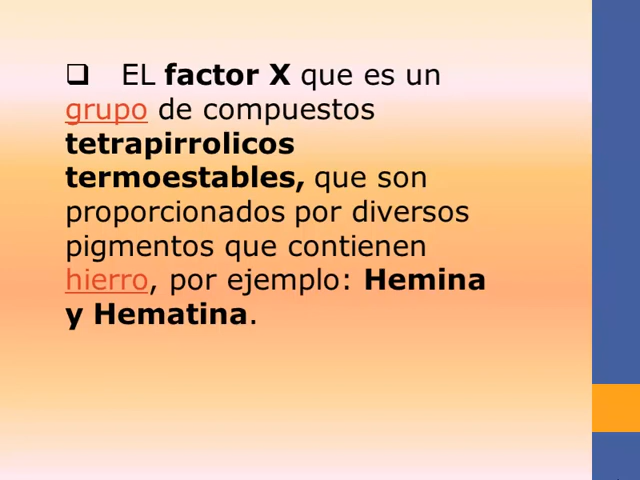 ❑ EL factor X que es un
grupo de compuestos
tetrapirrolicos
termoestables, que son
proporcionados por diversos
pigmentos que contienen
hierro, por ejemplo: Hemina
y Hematina.